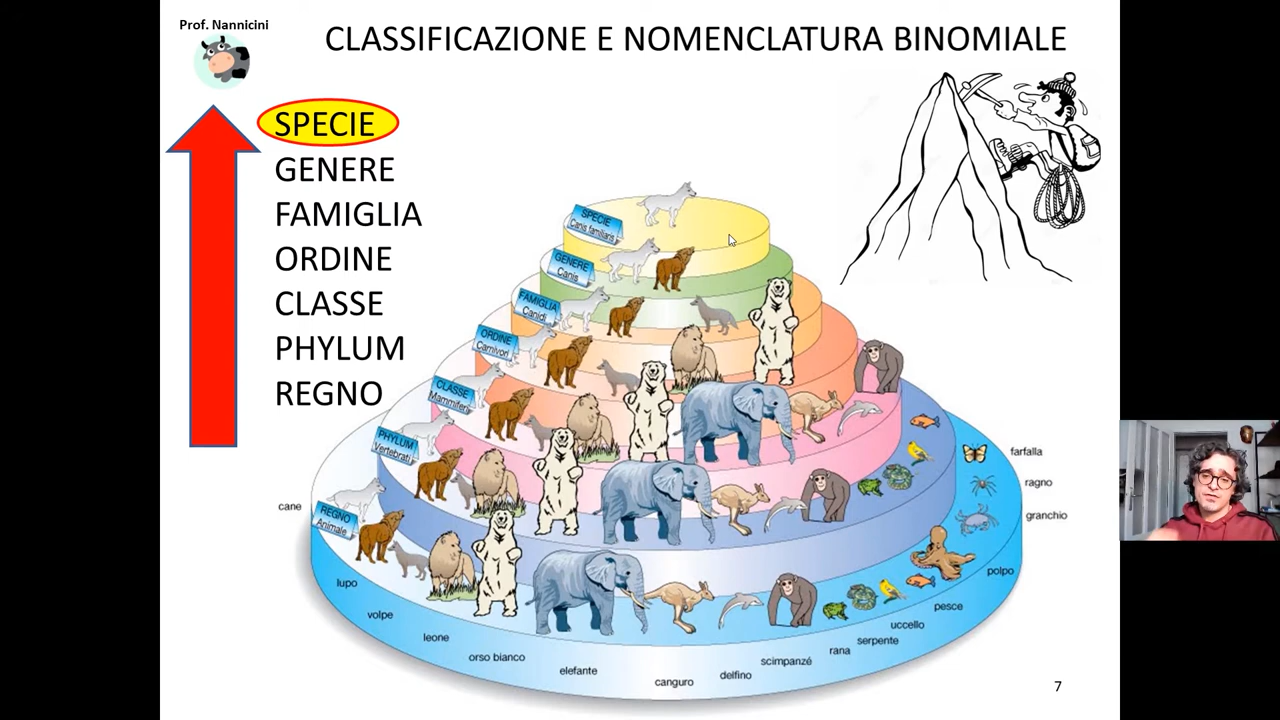 Prof. Nannicini
CLASSIFICAZIONE E NOMENCLATURA BINOMIALE
SPECIE
GENERE
FAMIGLIA
ORDINE
CLASSE
PHYLUM
REGNO
SPECIE
Canis familiaris
GENERE
Canis
FAMIGLIA
Canidi
ORDINE
Carnivori
CLASSE
Mammiferi
PHYLUM
Vertebrati
REGNO
Animale
cane
lupo
volpe
leone
orso bianco
elefante
canguro
delfino
scimpanzé
rana
serpente
uccello
pesce
polpo
granchio
ragno
farfalla
7